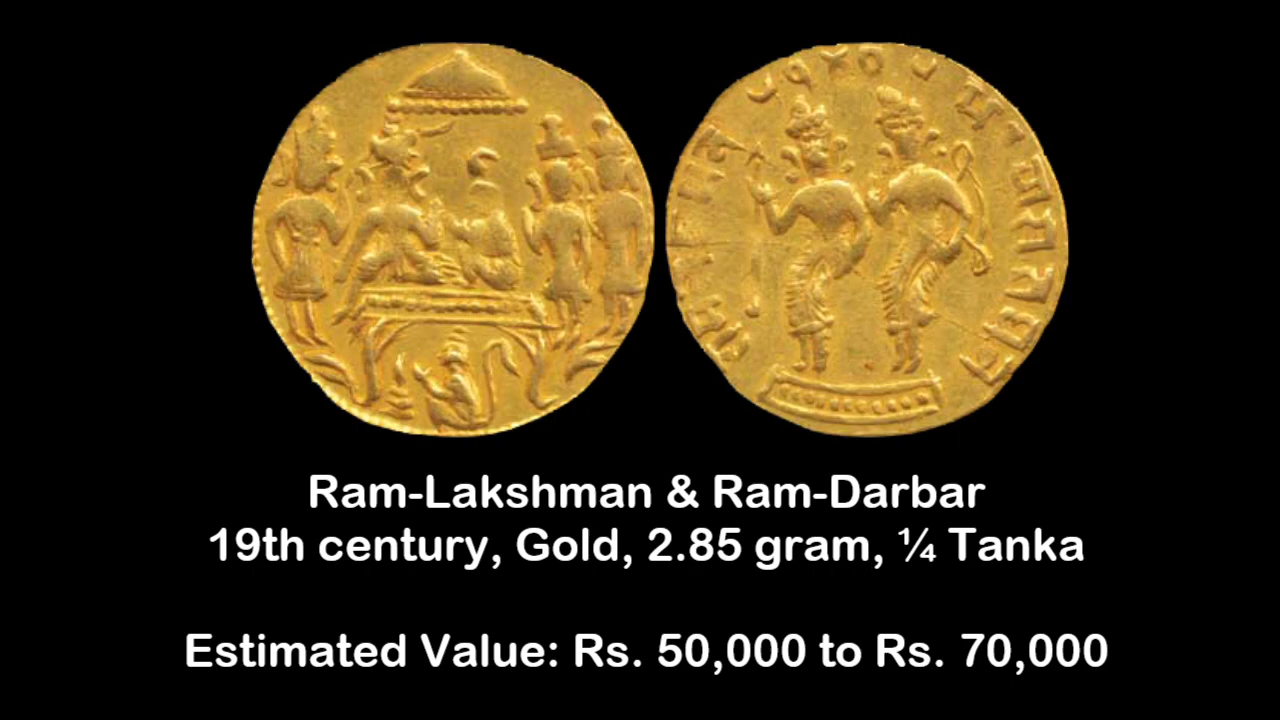 Ram-Lakshman & Ram-Darbar
19th century, Gold, 2.85 gram, ¼ Tanka
Estimated Value: Rs. 50,000 to Rs. 70,000